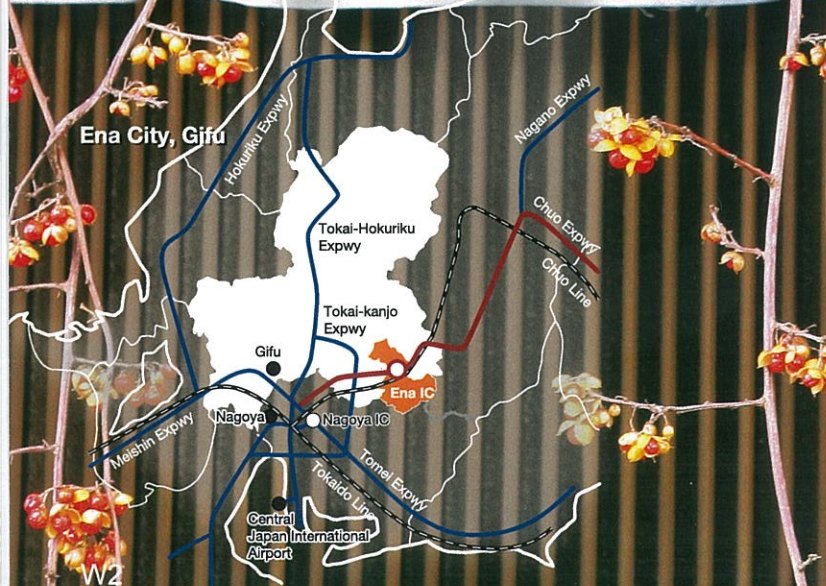 Ena City, Gifu
Hokuriku Expwy
Nagano Expwy
Tokai-Hokuriku
Expwy
Chuo Expwy
Chuo Line
Tokai-kanjo
Expwy
Gifu
Ena IC
Nagoya
Nagoya IC
Meishin Expwy
Tomei Expwy
Tokaido Line
Central
Japan International
Airport
W2